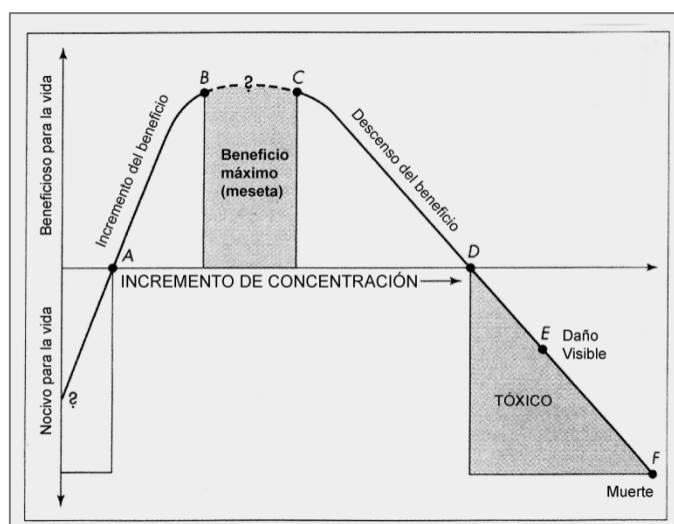 Beneficioso para la vida
Nocivo para la vida
Incremento del beneficio
B
?
C
Beneficio
máximo
(meseta)
Descenso del beneficio
A
D
INCREMENTO DE CONCENTRACIÓN
?
E
Daño
Visible
TÓXICO
F
Muerte